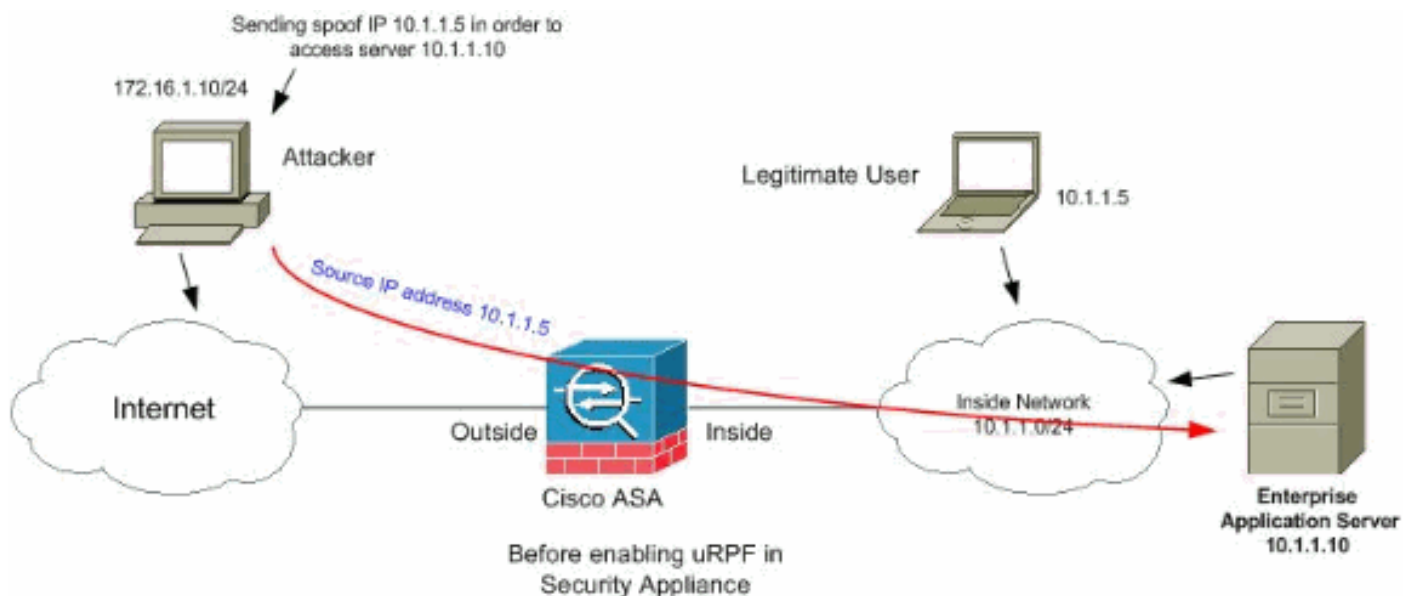 Sending spoof IP 10.1.1.5 in order to
access server 10.1.1.10
172.16.1.10/24
Attacker
Legitimate User
10.1.1.5
Source IP address 10.1.1.5
Internet
Outside
Inside
Inside Network
10.1.1.0/24
Cisco ASA
Enterprise
Application Server
10.1.1.10
Before enabling uRPF in
Security Appliance